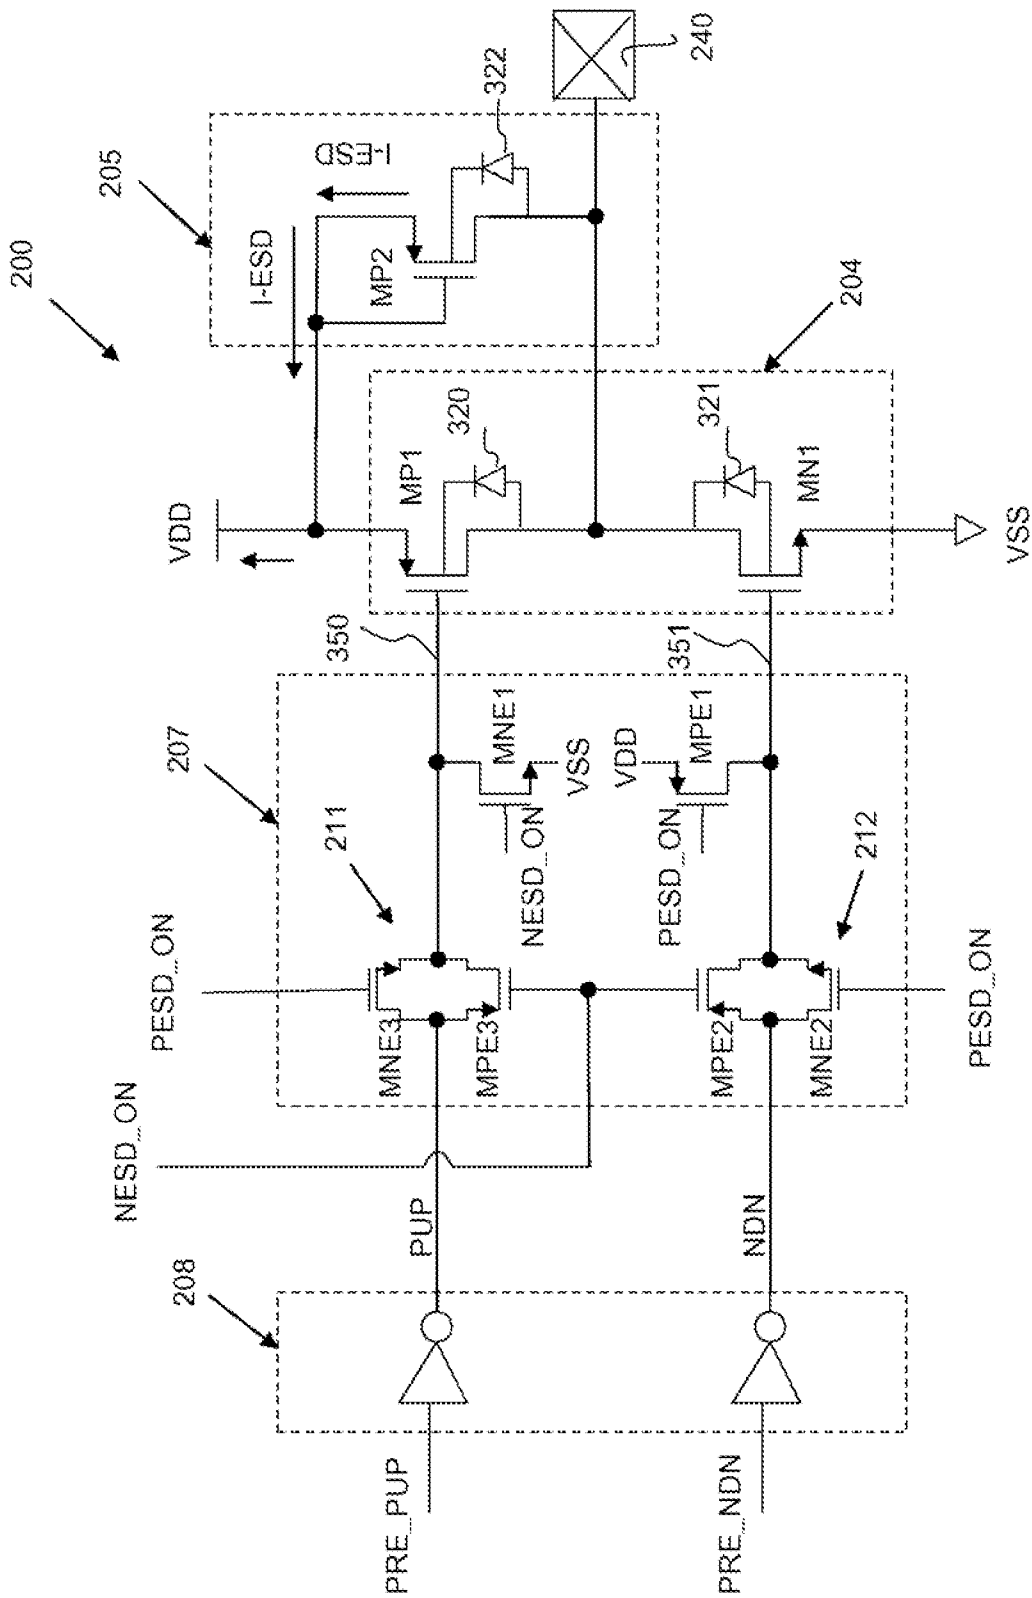 200
205
I-ESD
I-ESD
MP2
322
240
VDD
MP1
320
204
321
MN1
VSS
350
351
207
211
MNE1
VSS
NESD_ON
VDD
MPE1
PESD_ON
212
PESD_ON
MNE3
MPE3
MPE2
MNE2
PESD_ON
NESD_ON
PUP
NDN
208
PRE_PUP
PRE_NDN